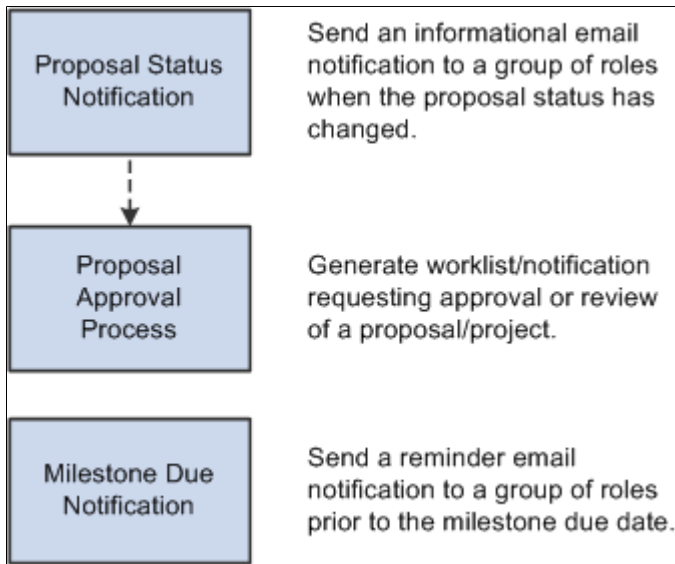 Proposal Status
Notification
Send an informational email
notification to a group of roles
when the proposal status has
changed.
Proposal
Approval
Process
Generate worklist/notification
requesting approval or review
of a proposal/project.
Milestone Due
Notification
Send a reminder email
notification to a group of roles
prior to the milestone due date.